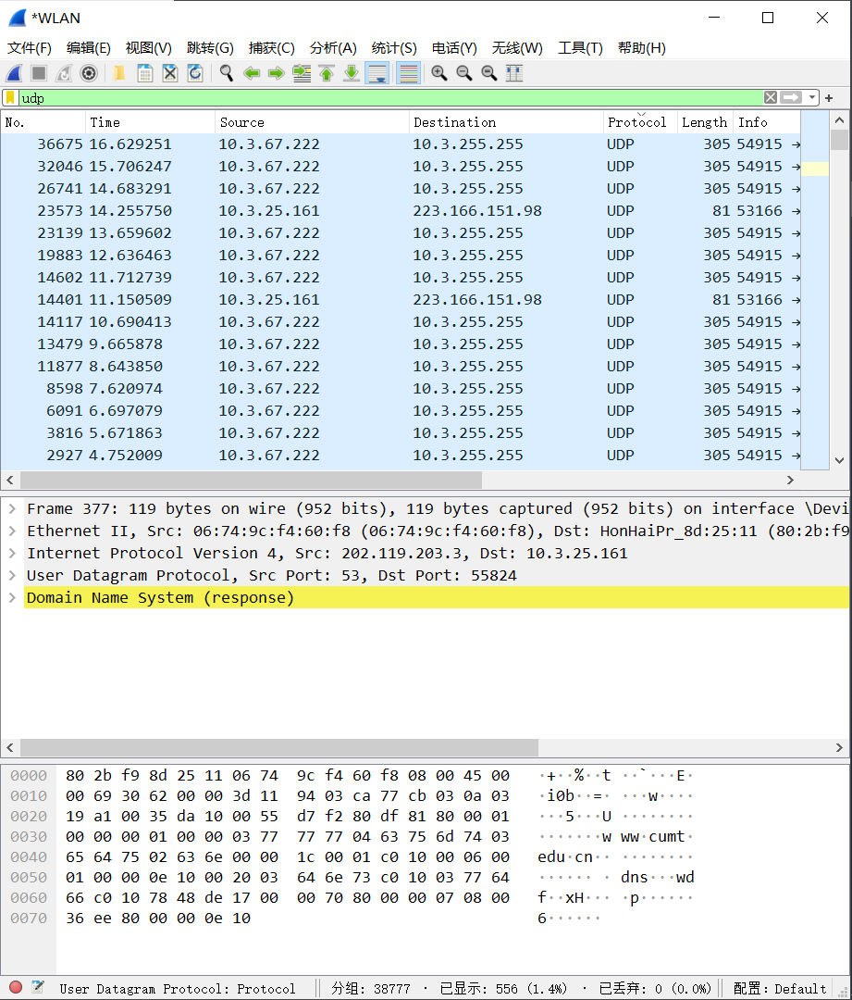 *WLAN
文件(F) 编辑(E) 视图(V) 跳转(G) 捕获(C) 分析(A) 统计(S) 电话(Y) 无线(W) 工具(T) 帮助(H)
udp
No. Time Source Destination Protocol Length Info
36675 16.629251 10.3.67.222 10.3.255.255 UDP 305 54915 →
32046 15.706247 10.3.67.222 10.3.255.255 UDP 305 54915 →
26741 14.683291 10.3.67.222 10.3.255.255 UDP 305 54915 →
23573 14.255750 10.3.25.161 223.166.151.98 UDP 81 53166 →
23139 13.659602 10.3.67.222 10.3.255.255 UDP 305 54915 →
19883 12.636463 10.3.67.222 10.3.255.255 UDP 305 54915 →
14602 11.712739 10.3.67.222 10.3.255.255 UDP 305 54915 →
14401 11.150509 10.3.25.161 223.166.151.98 UDP 81 53166 →
14117 10.690413 10.3.67.222 10.3.255.255 UDP 305 54915 →
13479 9.665878 10.3.67.222 10.3.255.255 UDP 305 54915 →
11877 8.643850 10.3.67.222 10.3.255.255 UDP 305 54915 →
8598 7.620974 10.3.67.222 10.3.255.255 UDP 305 54915 →
6091 6.697079 10.3.67.222 10.3.255.255 UDP 305 54915 →
3816 5.671863 10.3.67.222 10.3.255.255 UDP 305 54915 →
2927 4.752009 10.3.67.222 10.3.255.255 UDP 305 54915 →
Frame 377: 119 bytes on wire (952 bits), 119 bytes captured (952 bits) on interface \Devi
Ethernet II, Src: 06:74:9c:f4:60:f8 (06:74:9c:f4:60:f8), Dst: HonHaiPr_8d:25:11 (80:2b:f9
Internet Protocol Version 4, Src: 202.119.203.3, Dst: 10.3.25.161
User Datagram Protocol, Src Port: 53, Dst Port: 55824
Domain Name System (response)
0000 80 2b f9 8d 25 11 06 74 9c f4 60 f8 08 00 45 00 ·+··%··t ··`···E·
0010 00 69 30 62 00 00 3d 11 94 03 ca 77 cb 03 0a 03 ·i0b··=· ···w····
0020 19 a1 00 35 da 10 00 55 d7 f2 80 df 81 80 00 01 ···5···U ········
0030 00 00 00 01 00 00 03 77 77 77 04 63 75 6d 74 03 ·······w ww·cumt·
0040 65 64 75 02 63 6e 00 00 1c 00 01 c0 10 00 06 00 edu·cn·· ········
0050 01 00 00 0e 10 00 20 03 64 6e 73 c0 10 03 77 64 ······ · dns···wd
0060 66 c0 10 78 48 de 17 00 00 70 80 00 00 07 08 00 f··xH··· ·p······
0070 36 ee 80 00 00 0e 10 6······
User Datagram Protocol: Protocol 分组: 38777 · 已显示: 556 (1.4%) · 已丢弃: 0 (0.0%) 配置: Default